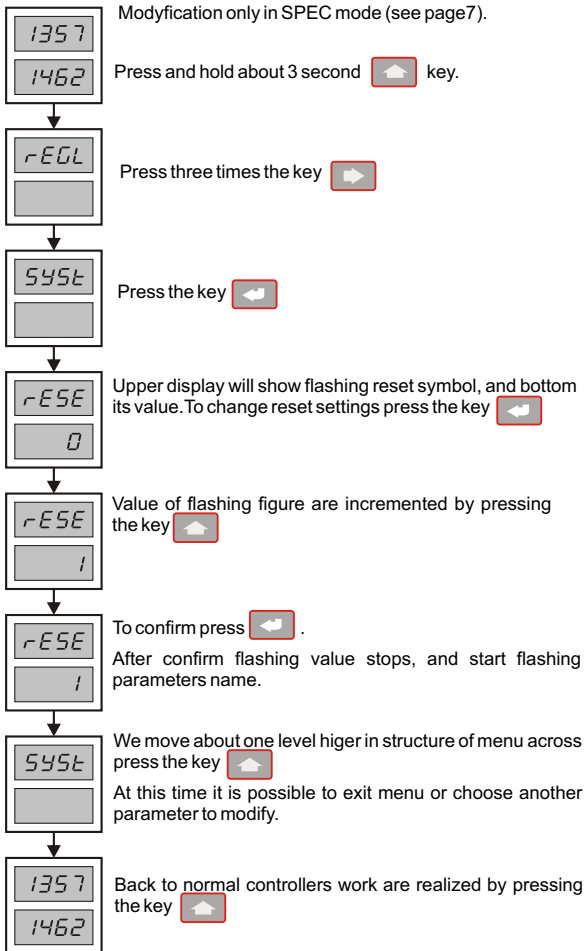 Modyfication only in SPEC mode (see page7).
1357
1462
Press and hold about 3 second key.
rEGL
Press three times the key
SYSt
Press the key
rESE
0
Upper display will show flashing reset symbol, and bottom
its value. To change reset settings press the key
rESE
1
Value of flashing figure are incremented by pressing
the key
rESE
1
To confirm press .
After confirm flashing value stops, and start flashing
parameters name.
SYSt
We move about one level higer in structure of menu across
press the key
At this time it is possible to exit menu or choose another
parameter to modify.
1357
1462
Back to normal controllers work are realized by pressing
the key